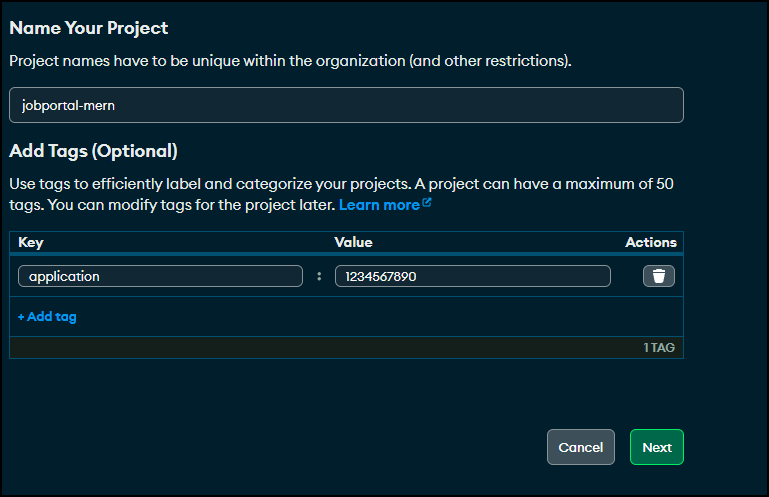 Name Your Project
Project names have to be unique within the organization (and other restrictions).
jobportal-mern
Add Tags (Optional)
Use tags to efficiently label and categorize your projects. A project can have a maximum of 50
tags. You can modify tags for the project later. Learn more
Key Value Actions
application : 1234567890
+ Add tag
1 TAG
Cancel Next